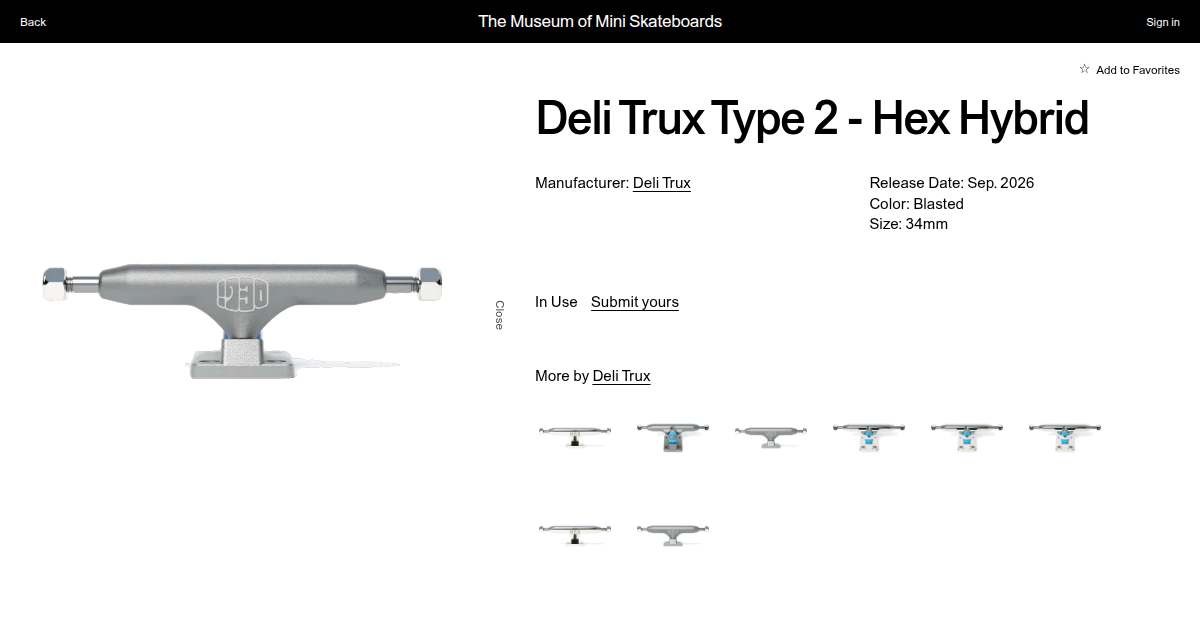 Back
The Museum of Mini Skateboards
Sign in
☆ Add to Favorites
Deli Trux Type 2 - Hex Hybrid
Manufacturer: Deli Trux
Release Date: Sep. 2026
Color: Blasted
Size: 34mm
Close
In Use Submit yours
More by Deli Trux